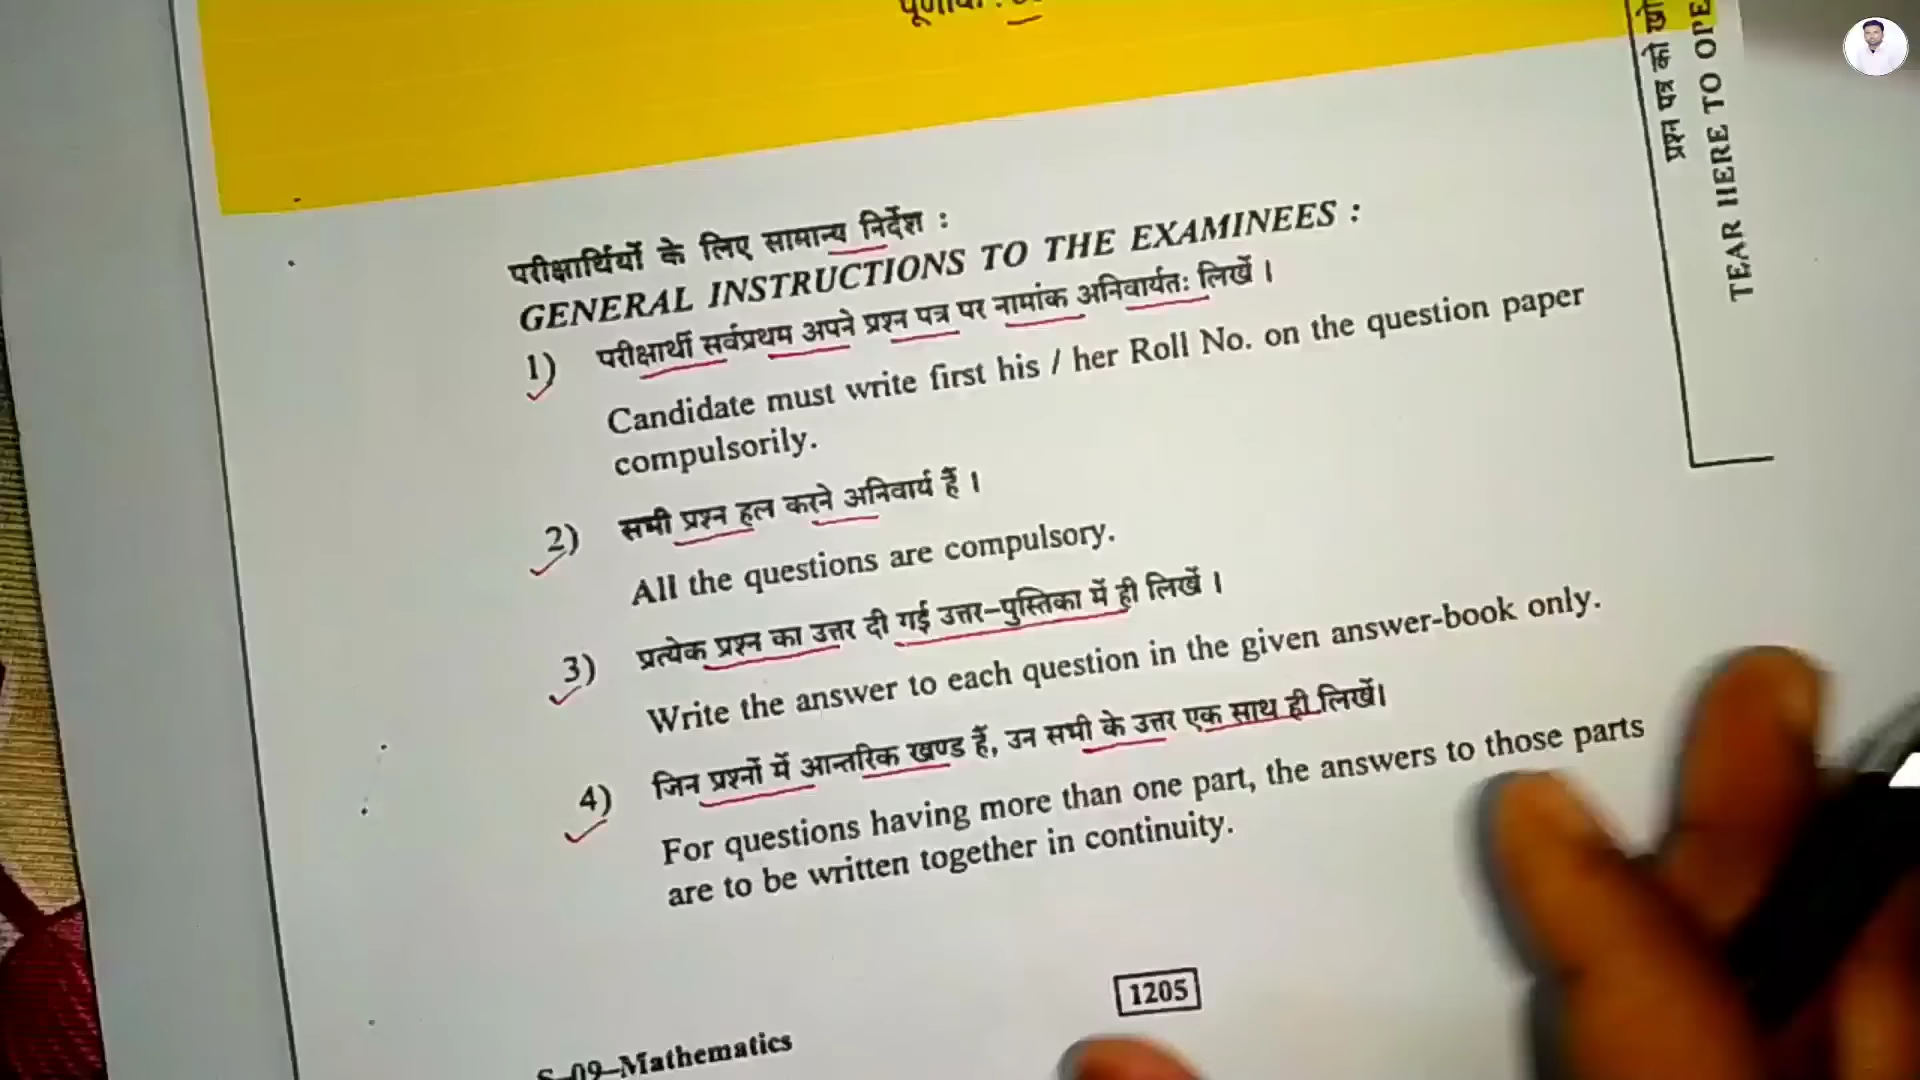 पूर्णांक :
परीक्षार्थियों के लिए सामान्य निर्देश :
GENERAL INSTRUCTIONS TO THE EXAMINEES :
1) परीक्षार्थी सर्वप्रथम अपने प्रश्न पत्र पर नामांक अनिवार्यतः लिखें ।
Candidate must write first his / her Roll No. on the question paper
compulsorily.
2) सभी प्रश्न हल करने अनिवार्य हैं ।
All the questions are compulsory.
3) प्रत्येक प्रश्न का उत्तर दी गई उत्तर-पुस्तिका में ही लिखें ।
Write the answer to each question in the given answer-book only.
4) जिन प्रश्नों में आन्तरिक खण्ड हैं, उन सभी के उत्तर एक साथ ही लिखें।
For questions having more than one part, the answers to those parts
are to be written together in continuity.
1205
S-09-Mathematics
प्रश्न पत्र को
TEAR HERE TO